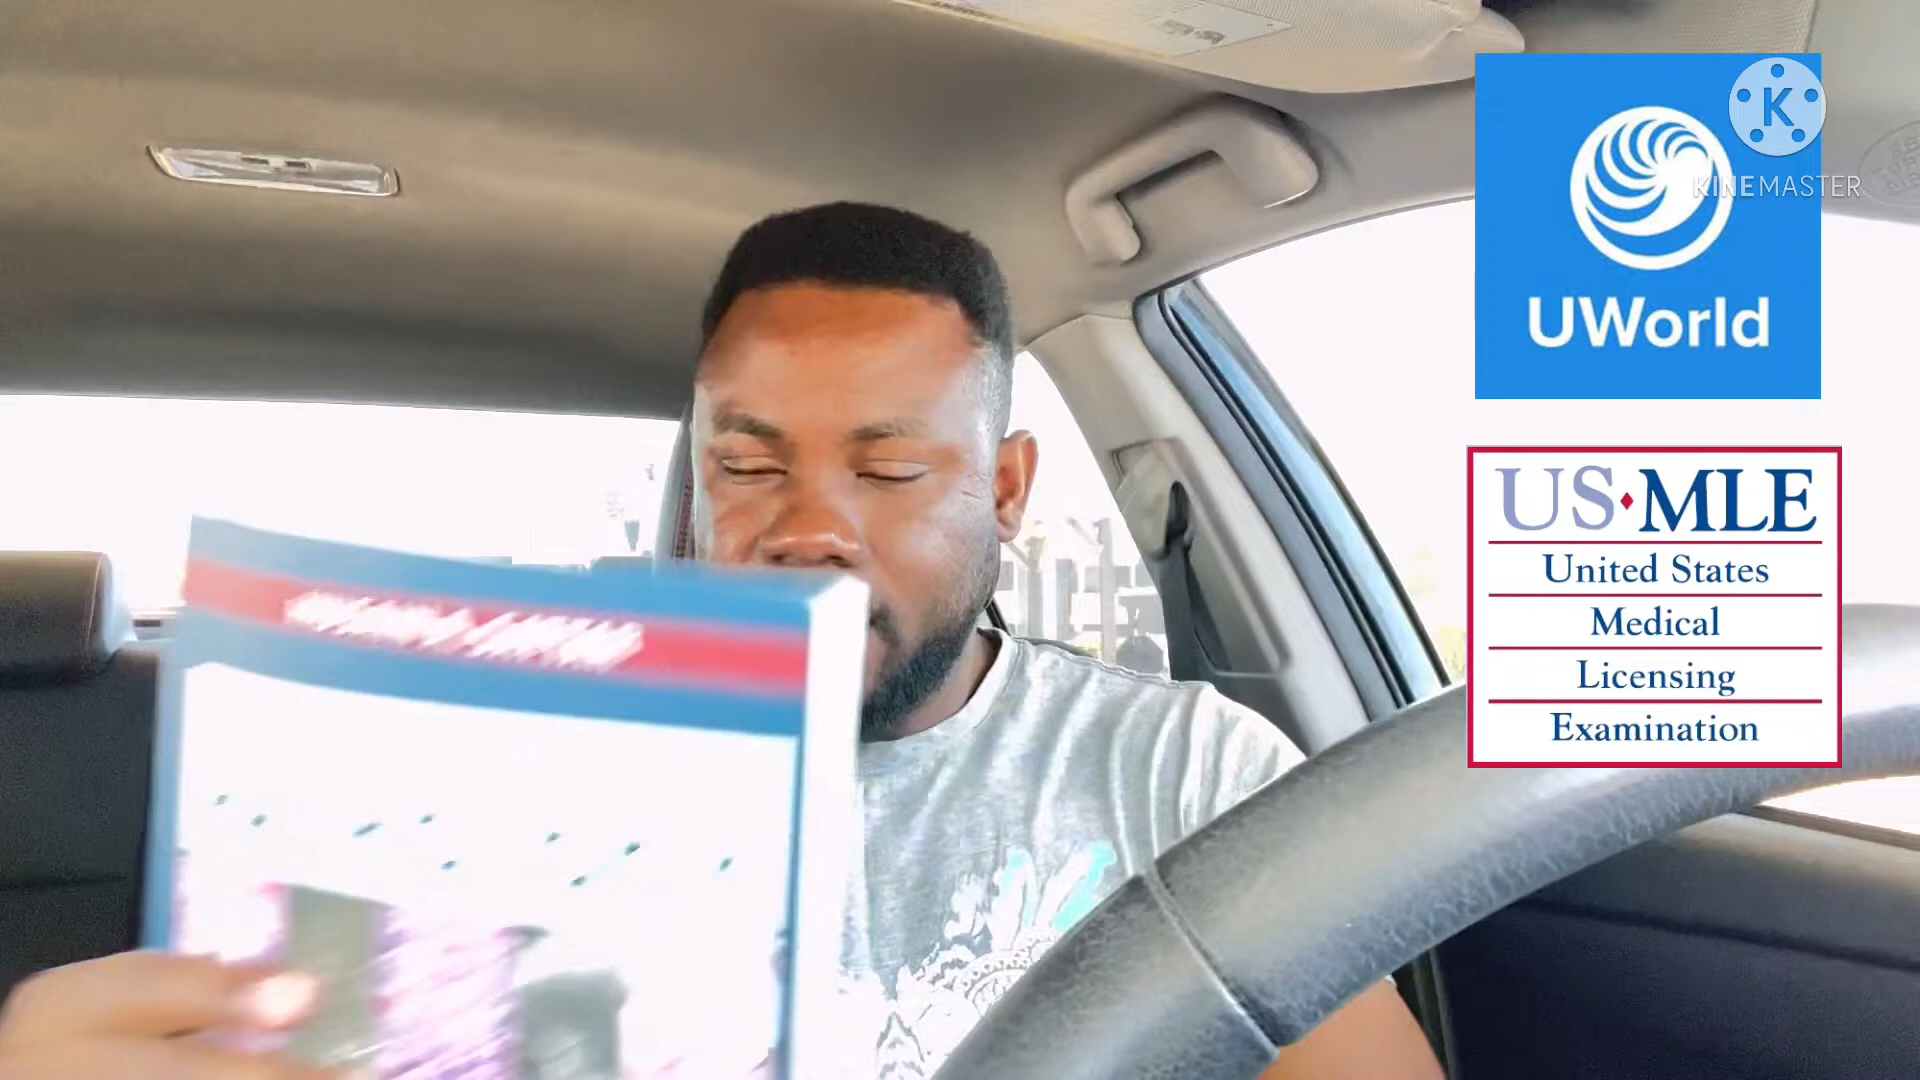 KINEMASTER
UWorld
US·MLE
United States
Medical
Licensing
Examination